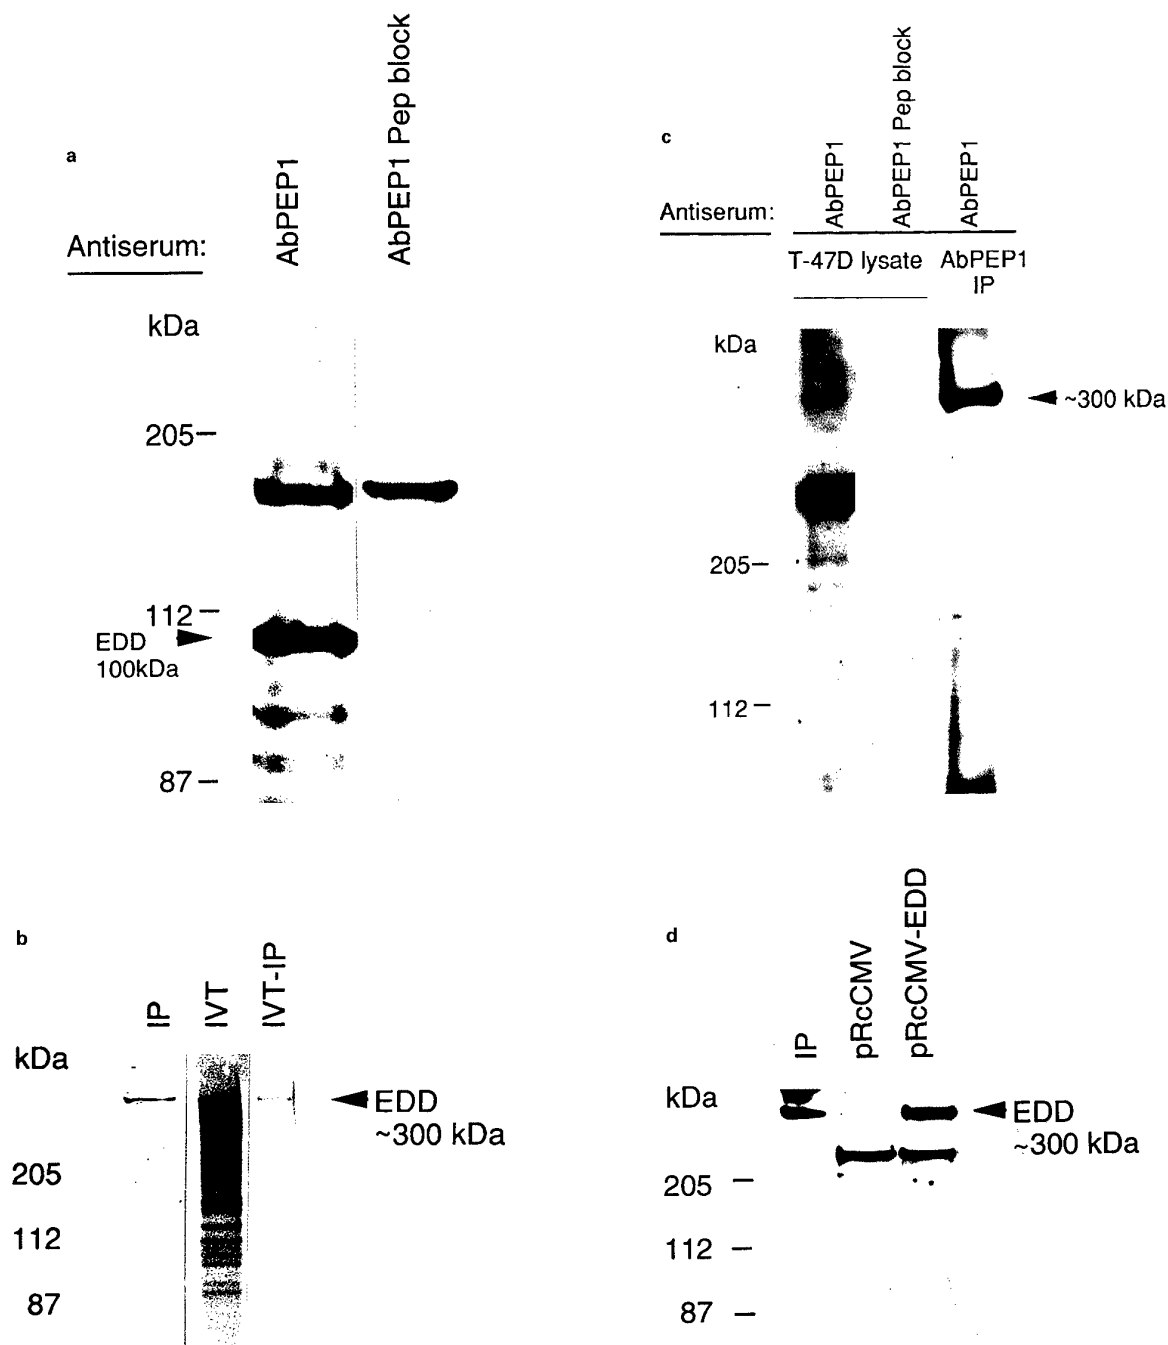 a
Antiserum:
AbPEP1
AbPEP1 Pep block
kDa
205
112
EDD
100kDa
87
c
Antiserum:
AbPEP1
AbPEP1 Pep block
AbPEP1
T-47D lysate
AbPEP1
IP
kDa
~300 kDa
205
112
b
IP
IVT
IVT-IP
kDa
EDD
~300 kDa
205
112
87
d
IP
pRcCMV
pRcCMV-EDD
kDa
EDD
~300 kDa
205
112
87